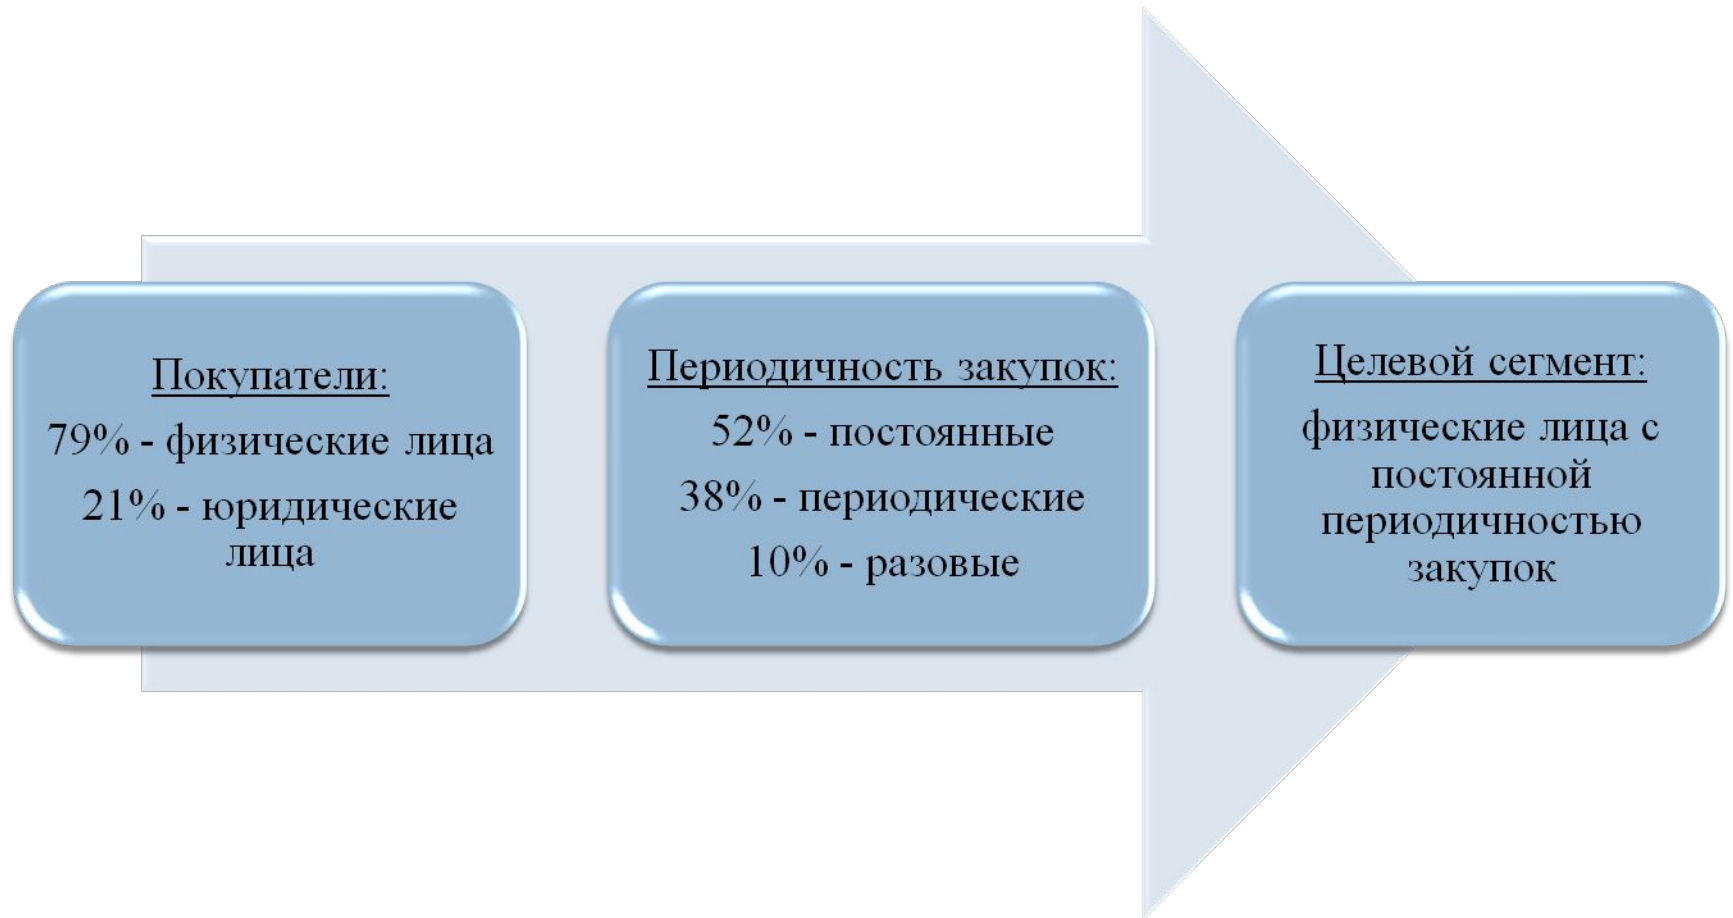 Покупатели:
79% - физические лица
21% - юридические
лица
Периодичность закупок:
52% - постоянные
38% - периодические
10% - разовые
Целевой сегмент:
физические лица с
постоянной
периодичностью
закупок